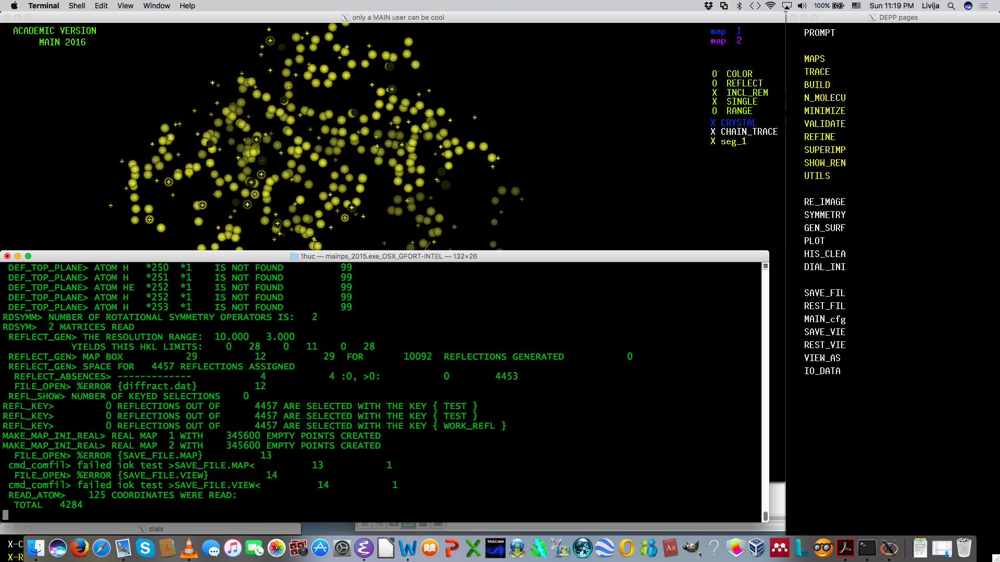 Terminal Shell Edit View Window Help 100% Sun 11:19 PM Livija
only a MAIN user can be cool
DEPP pages
ACADEMIC VERSION
MAIN 2016
map 1
map 2
O COLOR
O REFLECT
X INCL_REM
X SINGLE
O RANGE
X CRYSTAL
X CHAIN_TRACE
X seg_1
PROMPT
MAPS
TRACE
BUILD
N_MOLECU
MINIMIZE
VALIDATE
REFINE
SUPERIMP
SHOW_REN
UTILS
RE_IMAGE
SYMMETRY
GEN_SURF
PLOT
HIS_CLEA
DIAL_INI
SAVE_FIL
REST_FIL
MAIN_cfg
SAVE_VIE
REST_VIE
VIEW_AS
IO_DATA
1huc — mainps_2015.exe_OSX_GFORT-INTEL — 132×26
DEF_TOP_PLANE> ATOM H *250 *1 IS NOT FOUND 99
DEF_TOP_PLANE> ATOM H *251 *1 IS NOT FOUND 99
DEF_TOP_PLANE> ATOM HE *252 *1 IS NOT FOUND 99
DEF_TOP_PLANE> ATOM H *252 *1 IS NOT FOUND 99
DEF_TOP_PLANE> ATOM H *253 *1 IS NOT FOUND 99
RDSYMM> NUMBER OF ROTATIONAL SYMMETRY OPERATORS IS: 2
RDSYM> 2 MATRICES READ
REFLECT_GEN> THE RESOLUTION RANGE: 10.000 3.000
YIELDS THIS HKL LIMITS: 0 28 0 11 0 28
REFLECT_GEN> MAP BOX 29 12 29 FOR 10092 REFLECTIONS GENERATED 0
REFLECT_GEN> SPACE FOR 4457 REFLECTIONS ASSIGNED
REFLECT_ABSENCES> ------------- 4 4 :0, >0: 0 4453
FILE_OPEN> %ERROR {diffract.dat} 12
REFL_SHOW> NUMBER OF KEYED SELECTIONS 0
REFL_KEY> 0 REFLECTIONS OUT OF 4457 ARE SELECTED WITH THE KEY { TEST }
REFL_KEY> 0 REFLECTIONS OUT OF 4457 ARE SELECTED WITH THE KEY { TEST }
REFL_KEY> 0 REFLECTIONS OUT OF 4457 ARE SELECTED WITH THE KEY { WORK_REFL }
MAKE_MAP_INI_REAL> REAL MAP 1 WITH 345600 EMPTY POINTS CREATED
MAKE_MAP_INI_REAL> REAL MAP 2 WITH 345600 EMPTY POINTS CREATED
FILE_OPEN> %ERROR {SAVE_FILE.MAP} 13
cmd_comfil> failed iok test >SAVE_FILE.MAP< 13 1
FILE_OPEN> %ERROR {SAVE_FILE.VIEW} 14
cmd_comfil> failed iok test >SAVE_FILE.VIEW< 14 1
READ_ATOM> 125 COORDINATES WERE READ:
TOTAL 4284
dials
X-C
X-R
TASCAM